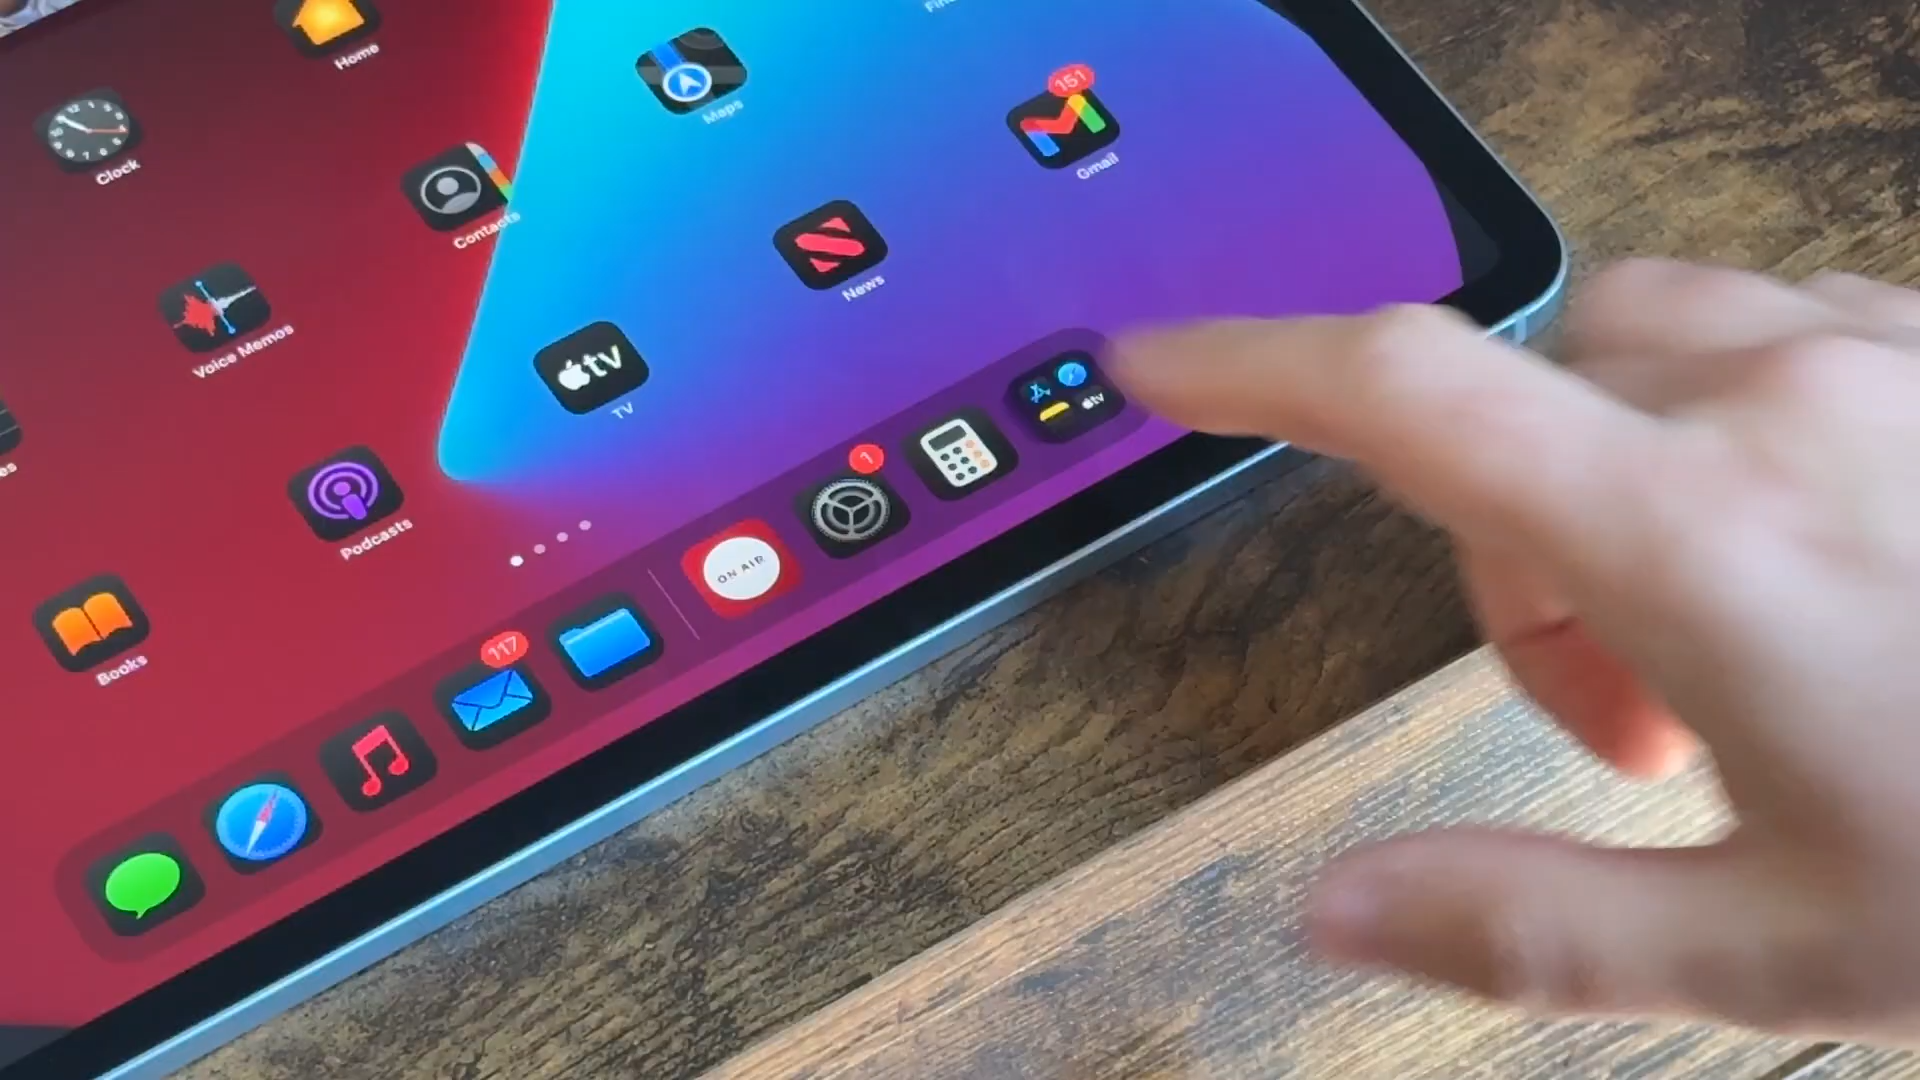 Home
Clock
Maps
151
Gmail
Contacts
News
Voice Memos
tv
TV
tv
1
Podcasts
ON AIR
117
Books